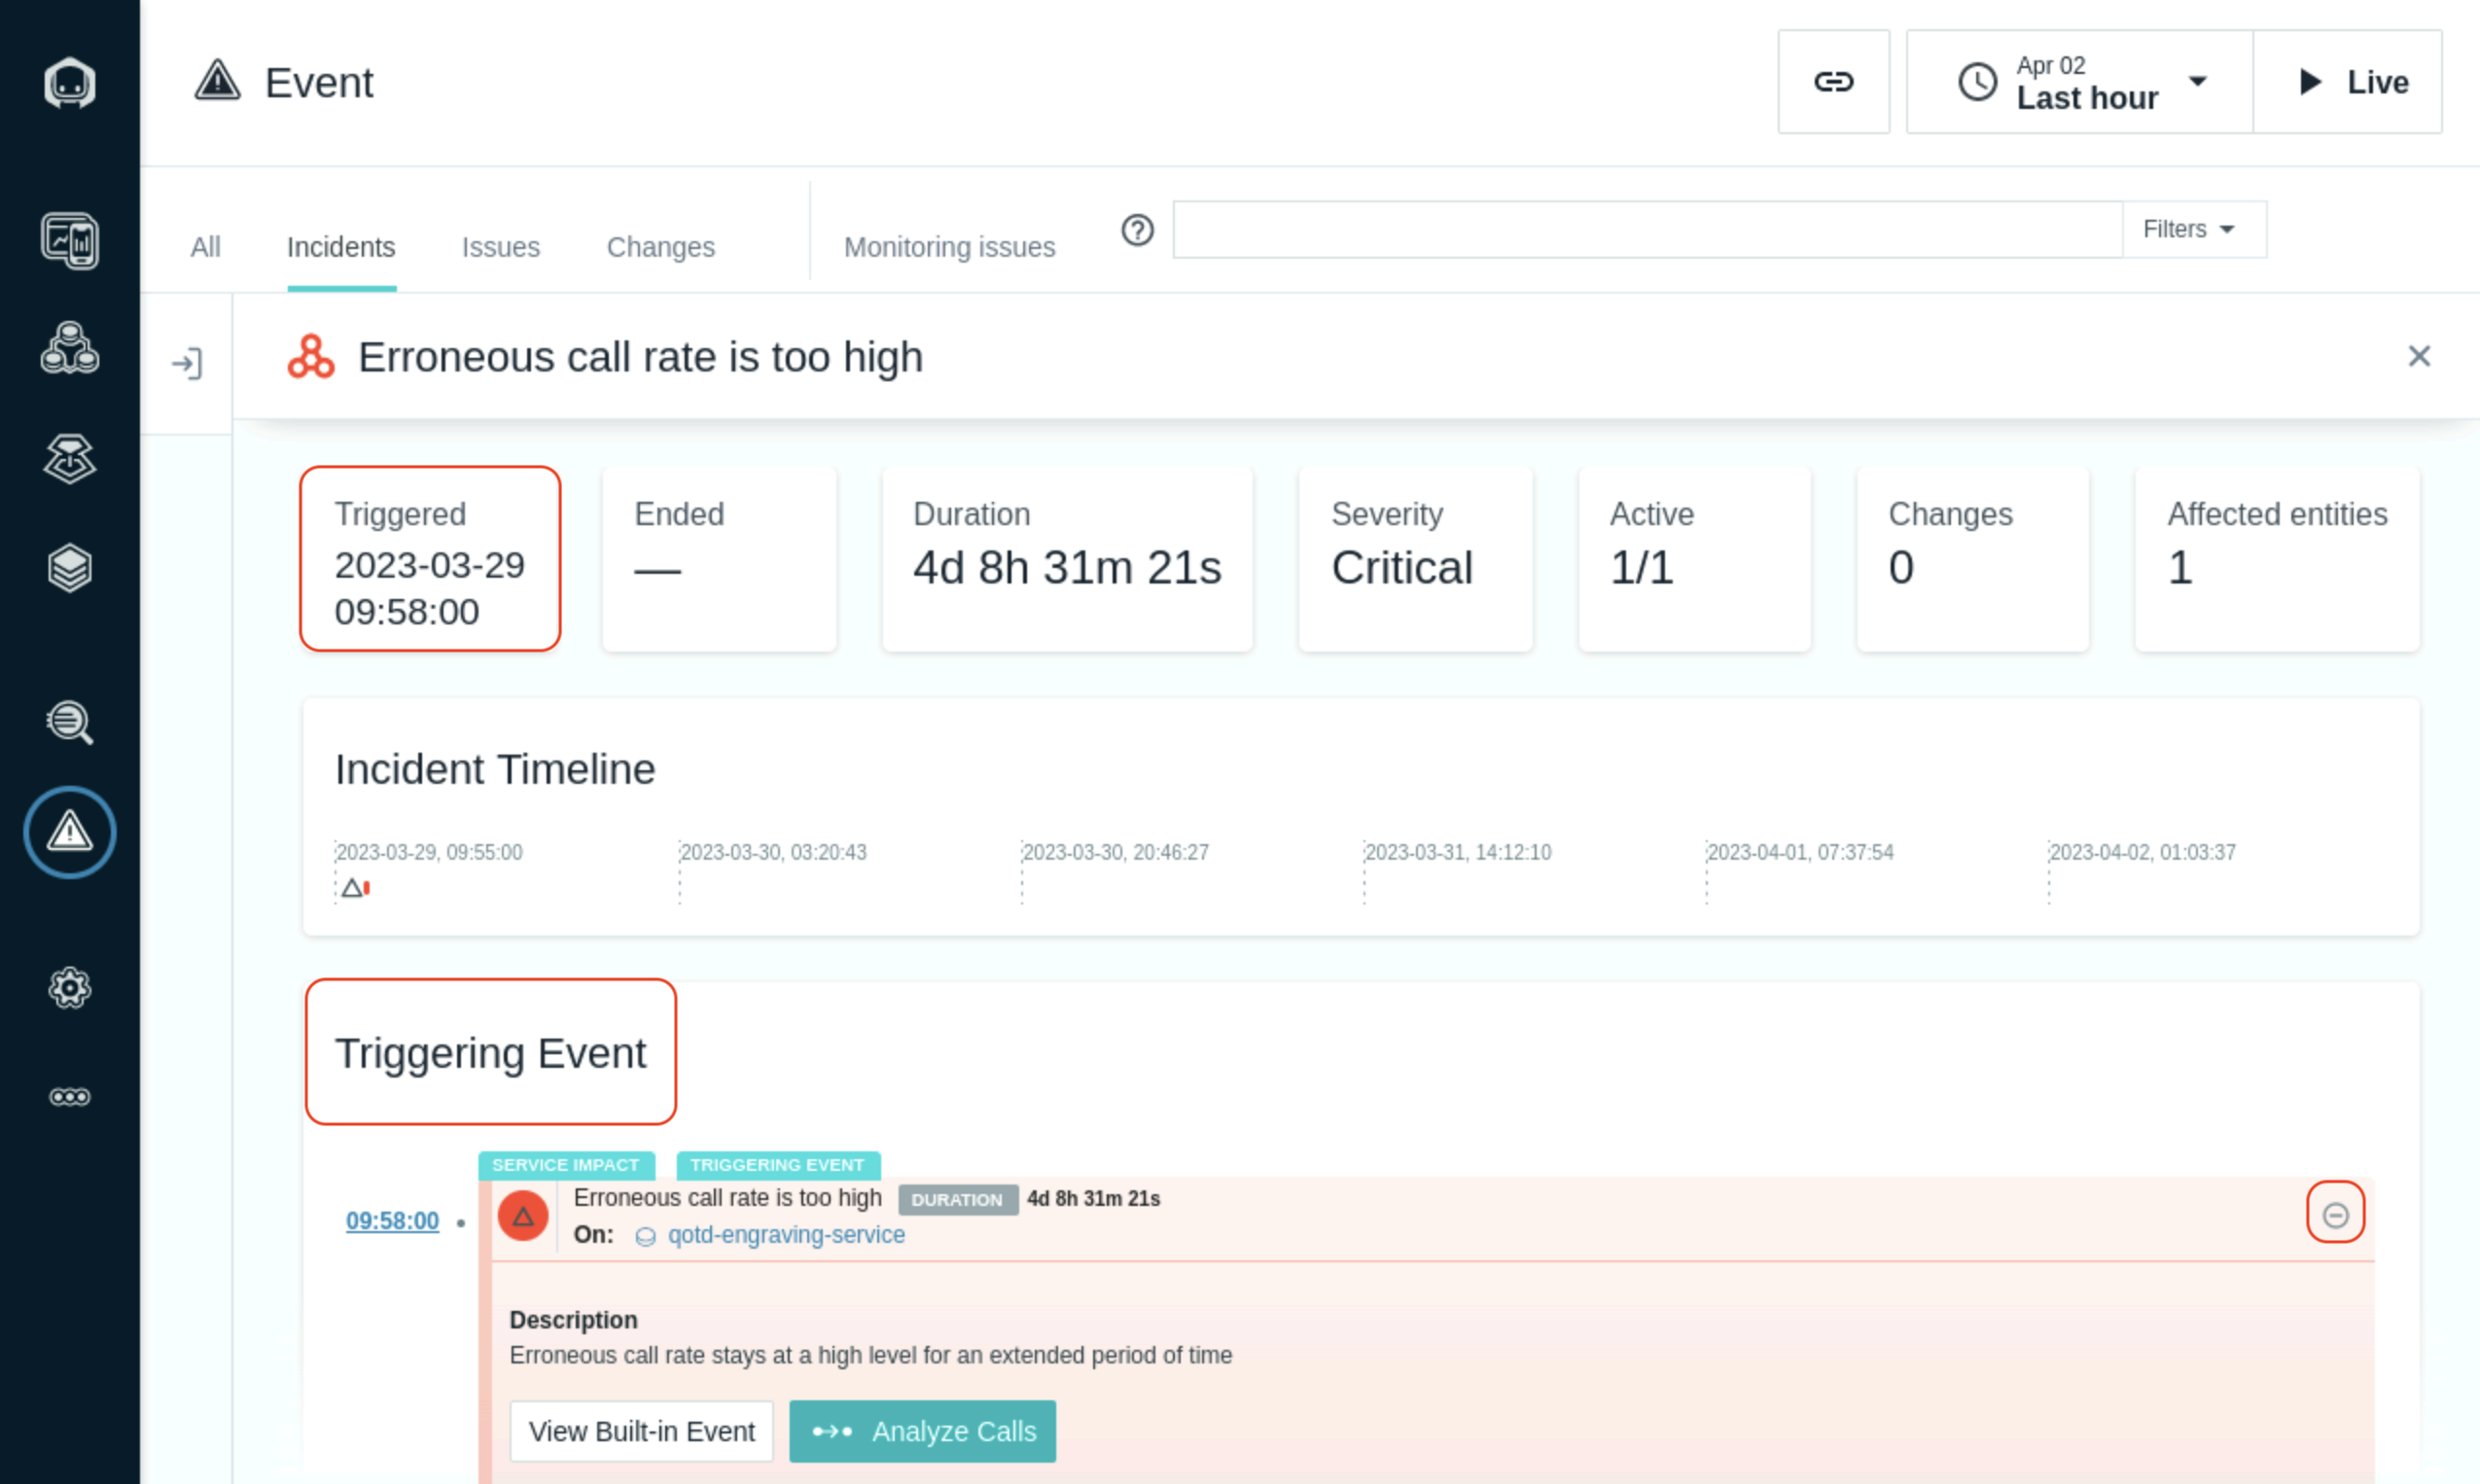 Event
Apr 02
Last hour
Live
All
Incidents
Issues
Changes
Monitoring issues
Filters
Erroneous call rate is too high
Triggered
2023-03-29
09:58:00
Ended
—
Duration
4d 8h 31m 21s
Severity
Critical
Active
1/1
Changes
0
Affected entities
1
Incident Timeline
2023-03-29, 09:55:00
2023-03-30, 03:20:43
2023-03-30, 20:46:27
2023-03-31, 14:12:10
2023-04-01, 07:37:54
2023-04-02, 01:03:37
Triggering Event
SERVICE IMPACT
TRIGGERING EVENT
09:58:00
Erroneous call rate is too high DURATION 4d 8h 31m 21s
On: qotd-engraving-service
Description
Erroneous call rate stays at a high level for an extended period of time
View Built-in Event
Analyze Calls